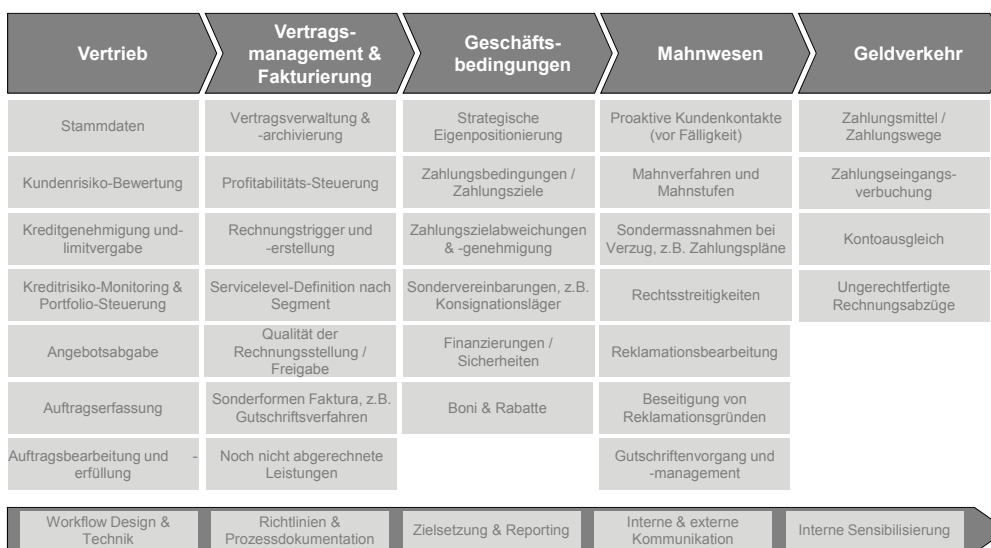 Vertrieb
Vertrags-
management &
Fakturierung
Geschäfts-
bedingungen
Mahnwesen
Geldverkehr
Stammdaten
Vertragsverwaltung &
-archivierung
Strategische
Eigenpositionierung
Proaktive Kundenkontakte
(vor Fälligkeit)
Zahlungsmittel /
Zahlungswege
Kundenrisiko-Bewertung
Profitabilitäts-Steuerung
Zahlungsbedingungen /
Zahlungsziele
Mahnverfahren und
Mahnstufen
Zahlungseingangs-
verbuchung
Kreditgenehmigung und-
limitvergabe
Rechnungstrigger und
-erstellung
Zahlungszielabweichungen
& -genehmigung
Sondermassnahmen bei
Verzug, z.B. Zahlungspläne
Kontoausgleich
Kreditrisiko-Monitoring &
Portfolio-Steuerung
Servicelevel-Definition nach
Segment
Sondervereinbarungen, z.B.
Konsignationsläger
Rechtsstreitigkeiten
Ungerechtfertigte
Rechnungsabzüge
Angebotsabgabe
Qualität der
Rechnungsstellung /
Freigabe
Finanzierungen /
Sicherheiten
Reklamationsbearbeitung
Auftragserfassung
Sonderformen Faktura, z.B.
Gutschriftsverfahren
Boni & Rabatte
Beseitigung von
Reklamationsgründen
Auftragsbearbeitung und -
erfüllung
Noch nicht abgerechnete
Leistungen
Gutschriftenvorgang und
-management
Workflow Design &
Technik
Richtlinien &
Prozessdokumentation
Zielsetzung & Reporting
Interne & externe
Kommunikation
Interne Sensibilisierung